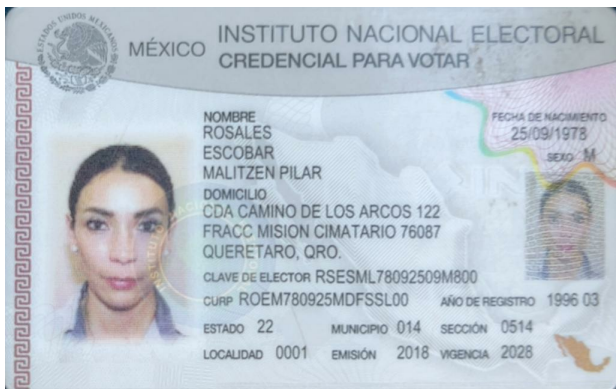 MÉXICO
INSTITUTO NACIONAL ELECTORAL
CREDENCIAL PARA VOTAR
NOMBRE
ROSALES
ESCOBAR
MALITZEN PILAR
FECHA DE NACIMIENTO
25/09/1978
SEXO M
DOMICILIO
CDA CAMINO DE LOS ARCOS 122
FRACC MISION CIMATARIO 76087
QUERETARO, QRO.
CLAVE DE ELECTOR RSESML78092509M800
CURP ROEM780925MDFSSL00 AÑO DE REGISTRO 1996 03
ESTADO 22 MUNICIPIO 014 SECCIÓN 0514
LOCALIDAD 0001 EMISIÓN 2018 VIGENCIA 2028